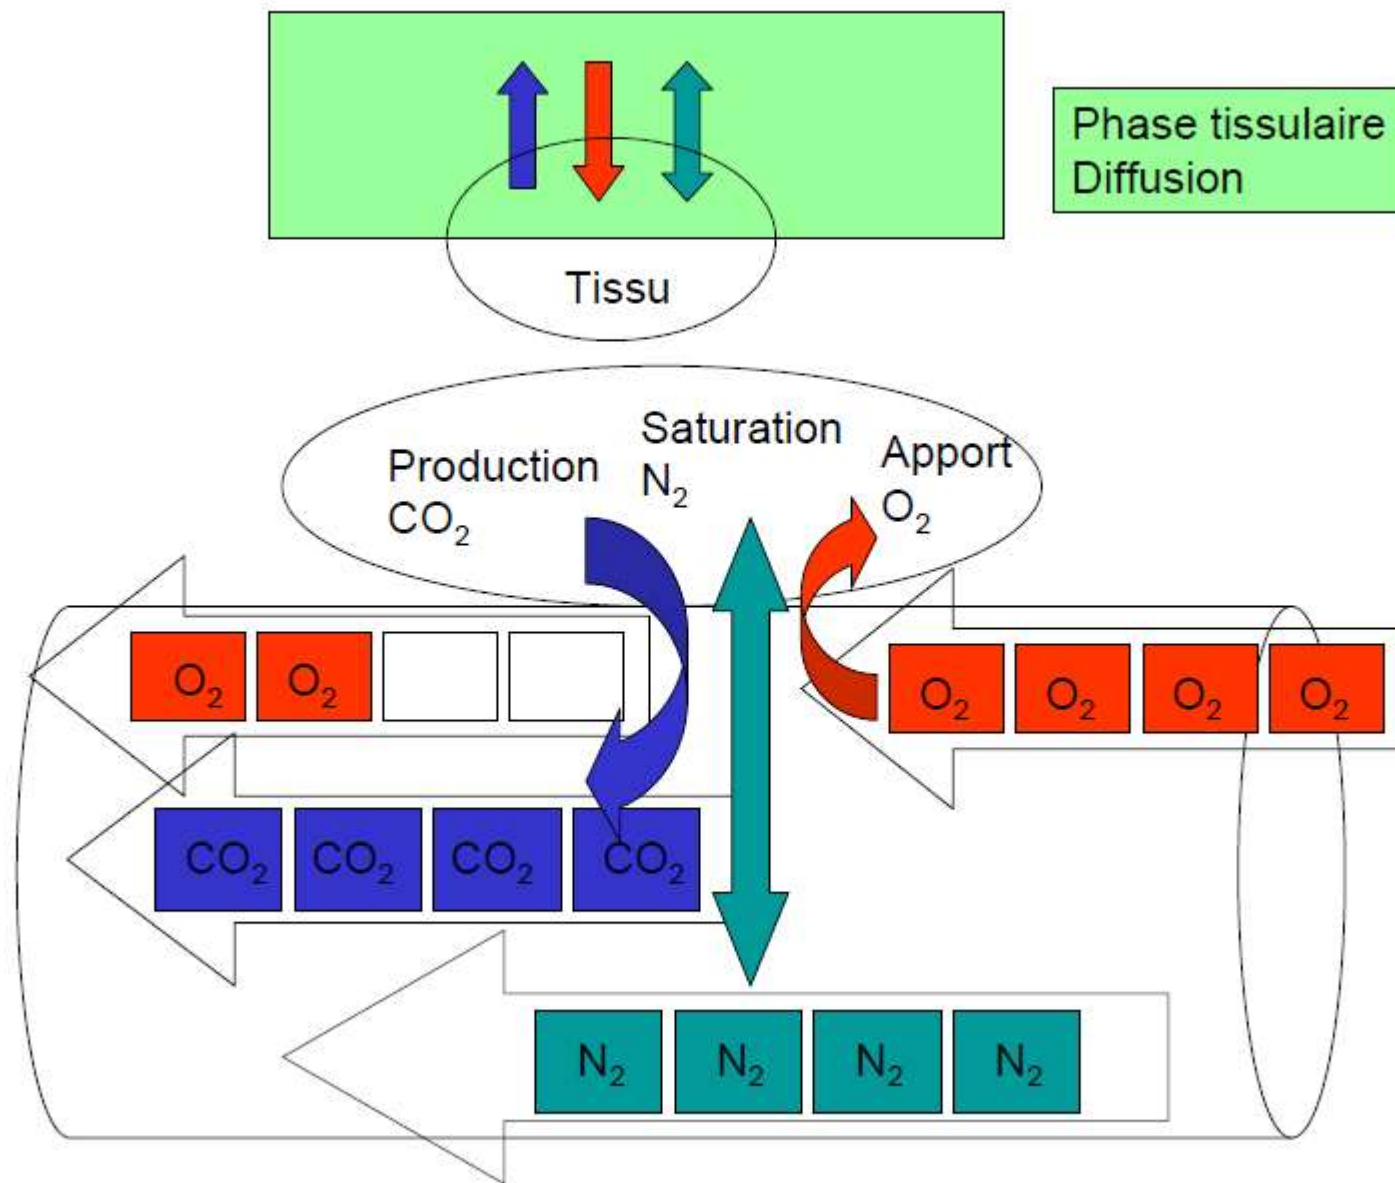 Phase tissulaire
Diffusion
Tissu
Saturation
N₂
Production
CO₂
Apport
O₂
O₂ O₂ O₂ O₂ O₂ O₂
CO₂ CO₂ CO₂ CO₂
N₂ N₂ N₂ N₂